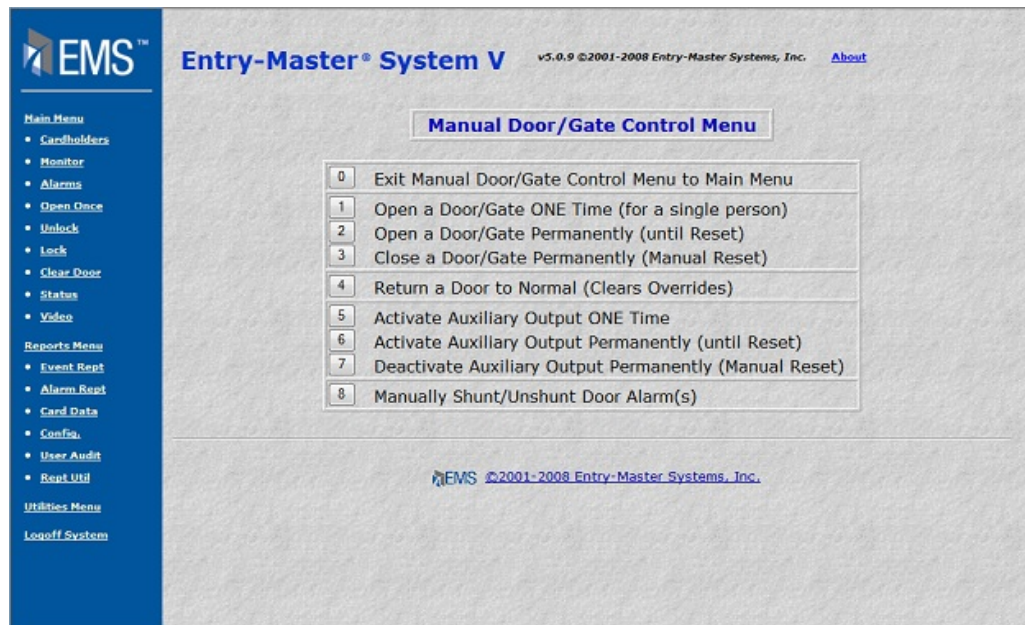 EMS™
Main Menu
• Cardholders
• Monitor
• Alarms
• Open Once
• Unlock
• Lock
• Clear Door
• Status
• Video
Reports Menu
• Event Rept
• Alarm Rept
• Card Data
• Config.
• User Audit
• Rept Util
Utilities Menu
Logoff System
Entry-Master® System V v5.0.9 ©2001-2008 Entry-Master Systems, Inc. About
Manual Door/Gate Control Menu
0 Exit Manual Door/Gate Control Menu to Main Menu
1 Open a Door/Gate ONE Time (for a single person)
2 Open a Door/Gate Permanently (until Reset)
3 Close a Door/Gate Permanently (Manual Reset)
4 Return a Door to Normal (Clears Overrides)
5 Activate Auxiliary Output ONE Time
6 Activate Auxiliary Output Permanently (until Reset)
7 Deactivate Auxiliary Output Permanently (Manual Reset)
8 Manually Shunt/Unshunt Door Alarm(s)
EMS ©2001-2008 Entry-Master Systems, Inc.